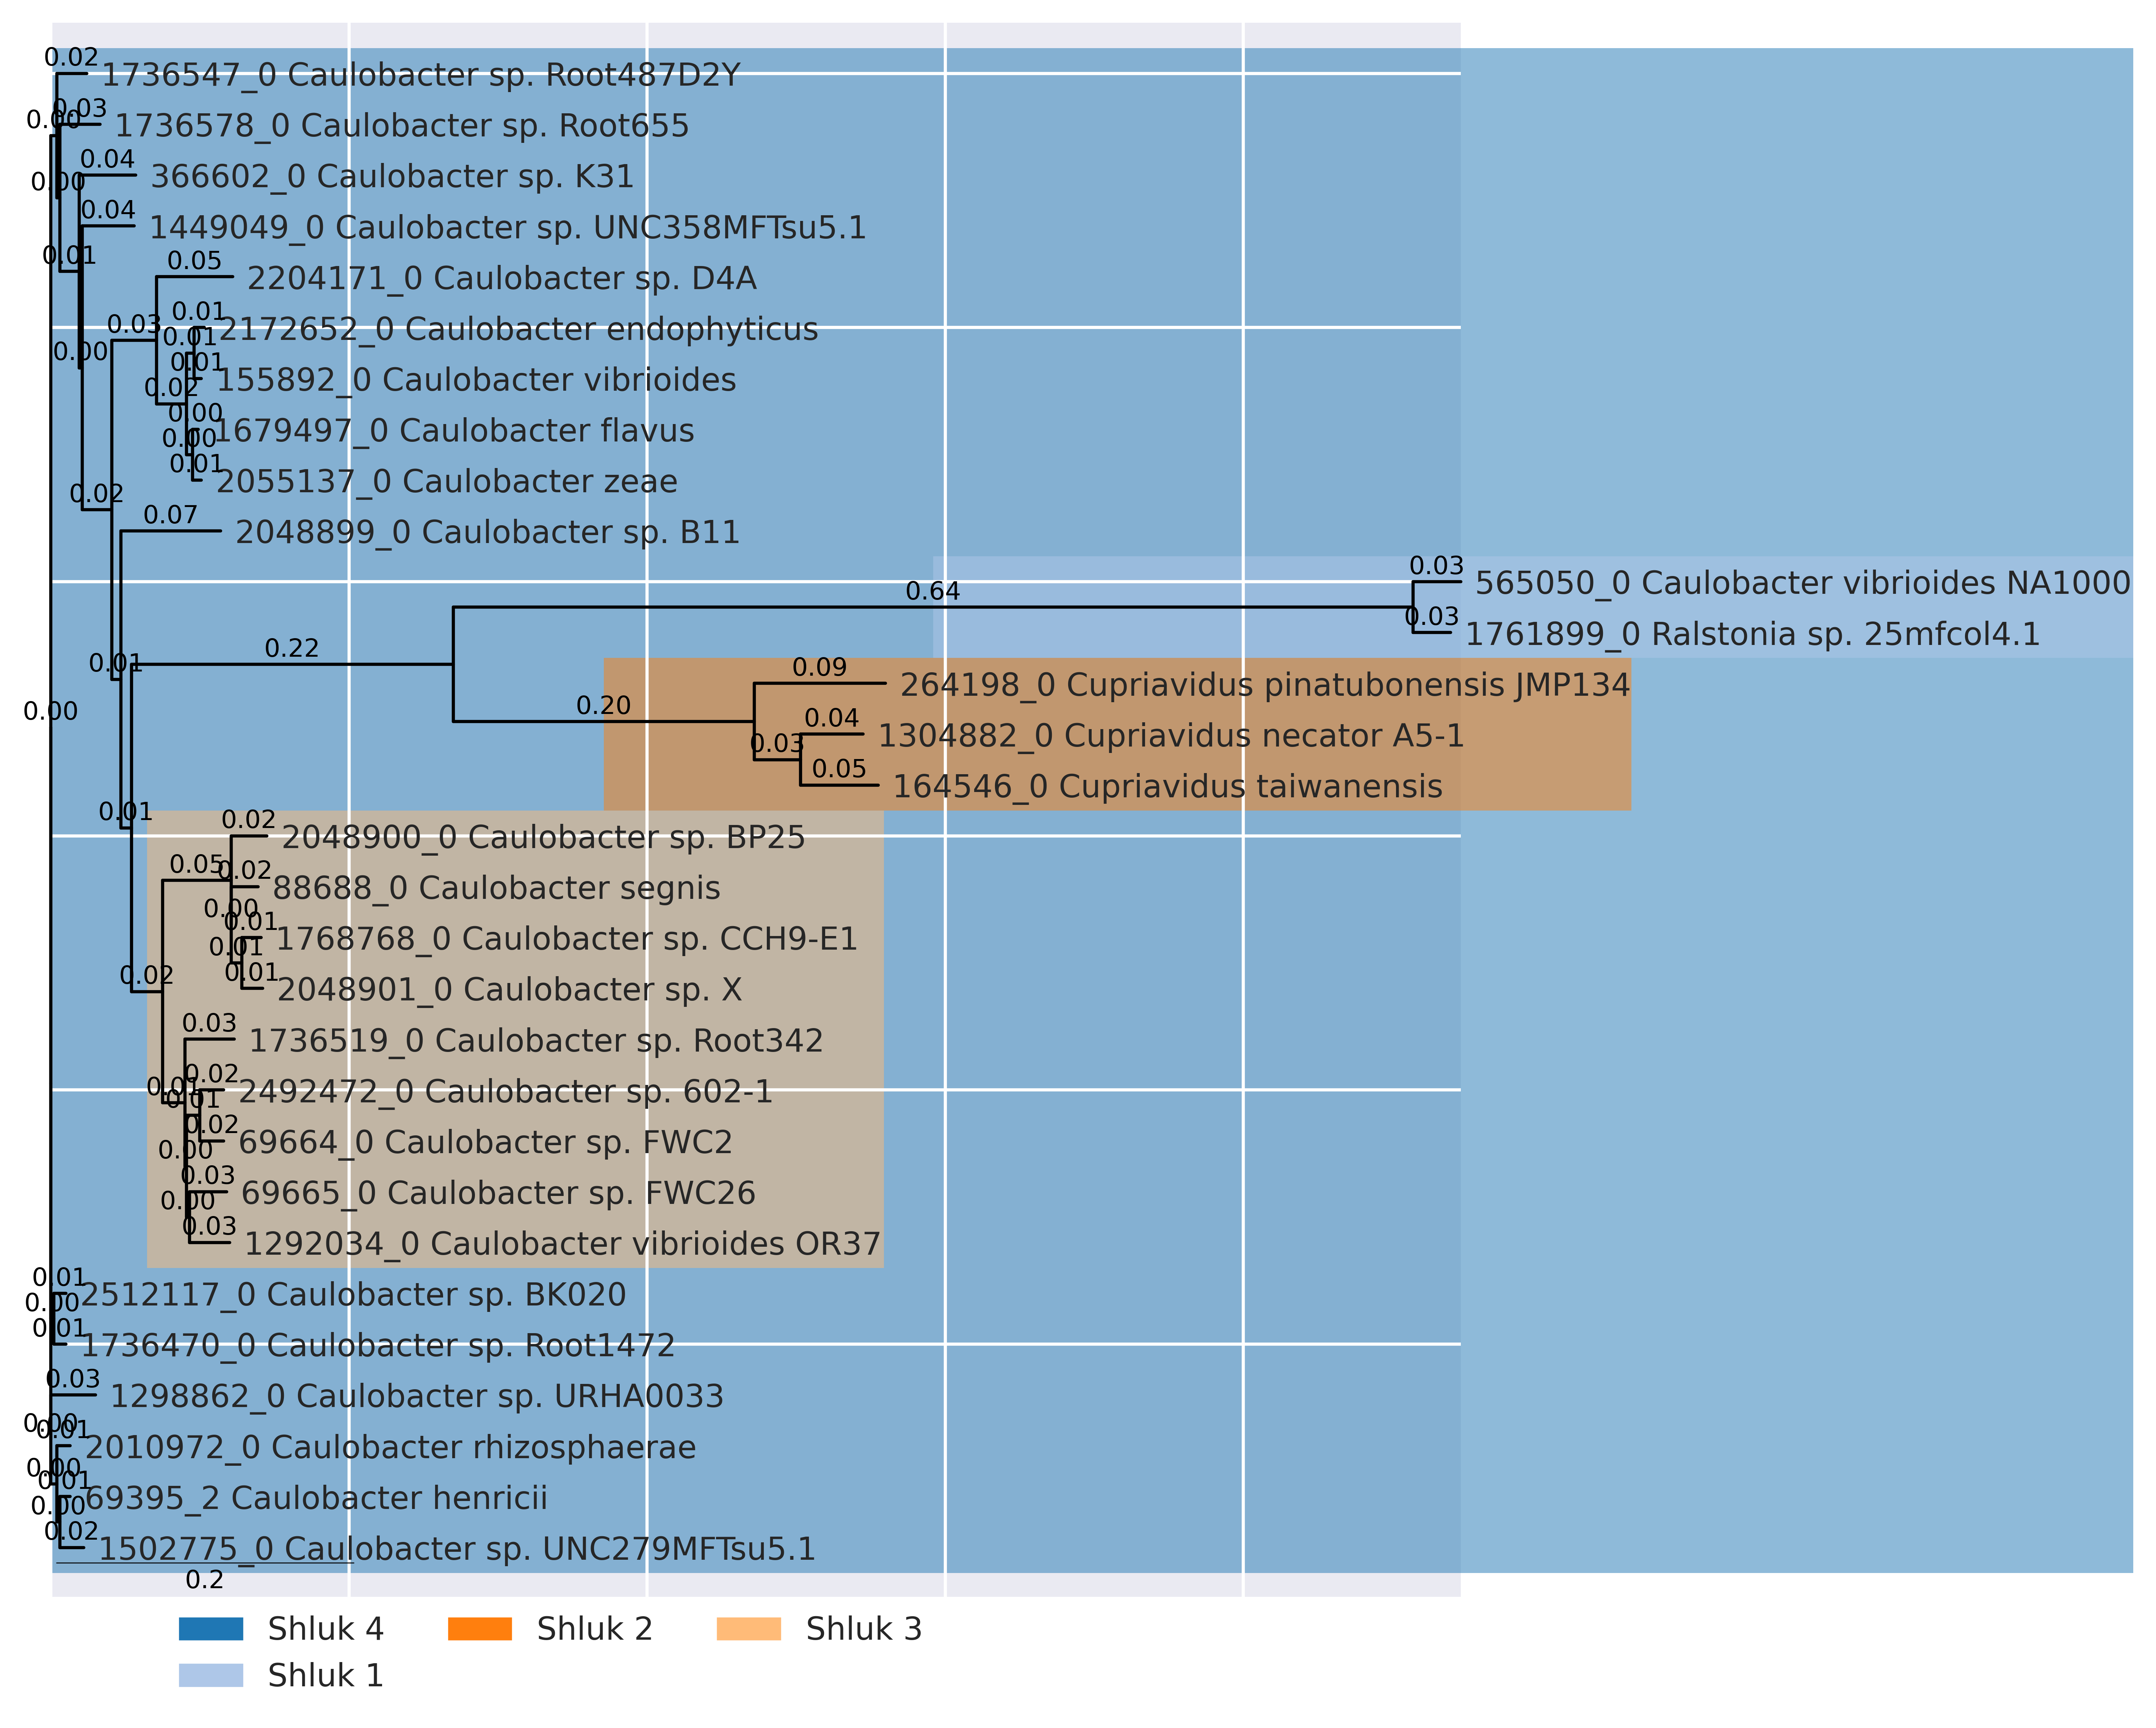 0.02
1736547_0 Caulobacter sp. Root487D2Y
0.03
0.00
1736578_0 Caulobacter sp. Root655
0.04
0.00
366602_0 Caulobacter sp. K31
0.04
1449049_0 Caulobacter sp. UNC358MFTsu5.1
0.01
0.05
2204171_0 Caulobacter sp. D4A
0.01
0.03
2172652_0 Caulobacter endophyticus
0.01
0.00
0.01
155892_0 Caulobacter vibrioides
0.02
0.00
1679497_0 Caulobacter flavus
0.00
0.01
2055137_0 Caulobacter zeae
0.02
0.07
2048899_0 Caulobacter sp. B11
0.03
565050_0 Caulobacter vibrioides NA1000
0.64
0.03
1761899_0 Ralstonia sp. 25mfcol4.1
0.22
0.01
0.09
264198_0 Cupriavidus pinatubonensis JMP134
0.20
0.00
0.04
1304882_0 Cupriavidus necator A5-1
0.03
0.05
164546_0 Cupriavidus taiwanensis
0.01
0.02
2048900_0 Caulobacter sp. BP25
0.05
0.02
88688_0 Caulobacter segnis
0.00
0.01
1768768_0 Caulobacter sp. CCH9-E1
0.01
0.01
0.02
2048901_0 Caulobacter sp. X
0.03
1736519_0 Caulobacter sp. Root342
0.02
0.01
2492472_0 Caulobacter sp. 602-1
0.01
0.02
69664_0 Caulobacter sp. FWC2
0.00
0.03
69665_0 Caulobacter sp. FWC26
0.00
0.03
1292034_0 Caulobacter vibrioides OR37
0.01
2512117_0 Caulobacter sp. BK020
0.00
0.01
1736470_0 Caulobacter sp. Root1472
0.03
1298862_0 Caulobacter sp. URHA0033
0.00
0.01
2010972_0 Caulobacter rhizosphaerae
0.00
0.01
69395_2 Caulobacter henricii
0.00
0.02
1502775_0 Caulobacter sp. UNC279MFTsu5.1
0.2
Shluk 4
Shluk 2
Shluk 3
Shluk 1